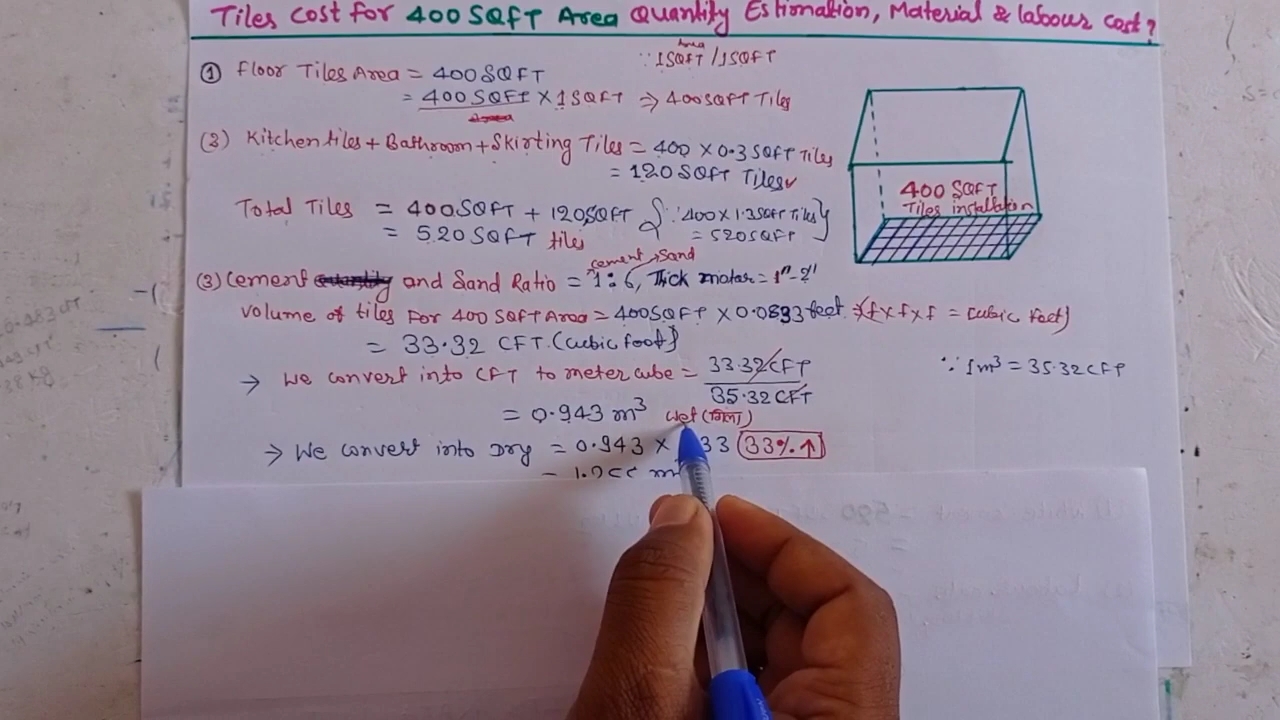 Tiles Cost for 400 SQFT Area Quantity Estimation, Material & labour cost?
∵ 1SQFT Area/1SQFT
① Floor Tiles Area = 400 SQFT
= 400 SQFT × 1SQFT ⇒ 400 SQFT Tiles
(2) Kitchen tiles + Bathroom + Skirting Tiles = 400 × 0.3 SQFT Tiles
= 120 SQFT Tiles✓
Total Tiles = 400 SQFT + 120 SQFT {∵ 400 × 1.3 SQFT Tiles}
= 520 SQFT tiles = 520 SQFT
400 SQFT
Tiles installation
cement → Sand
(3) Cement and Sand Ratio = 1:6, Thick motar = 1"-2"
Volume of tiles For 400 SQFT Area = 400 SQFT × 0.0833 feet (f×f×f = Cubic feet)
= 33.32 CFT (Cubic foot)
→ We convert into CFT to meter cube = 33.32 CFT
35.32 CFT
∵ 1m³ = 35.32 CFT
= 0.943 m³ wet (गिला)
→ We convert into Dry = 0.943 × 33 33% ↑